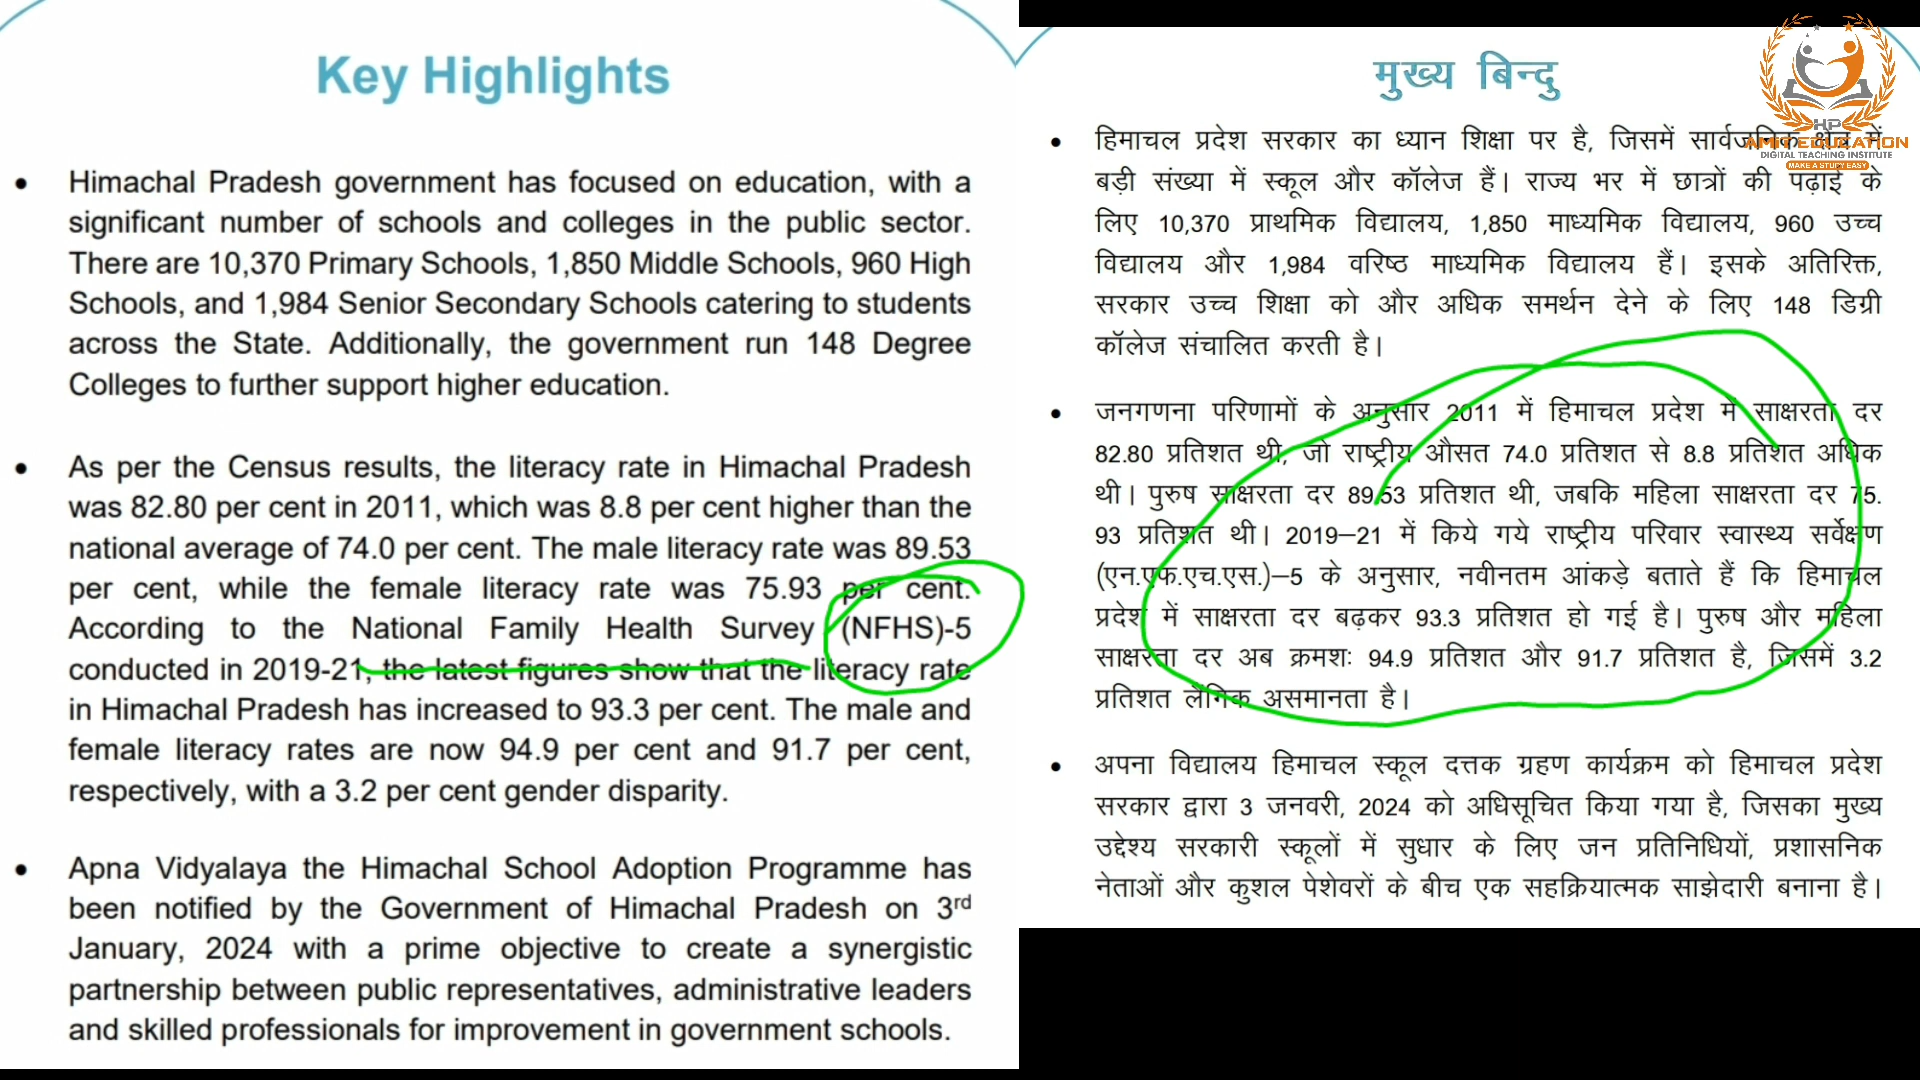 Key Highlights
• Himachal Pradesh government has focused on education, with a
significant number of schools and colleges in the public sector.
There are 10,370 Primary Schools, 1,850 Middle Schools, 960 High
Schools, and 1,984 Senior Secondary Schools catering to students
across the State. Additionally, the government run 148 Degree
Colleges to further support higher education.
• As per the Census results, the literacy rate in Himachal Pradesh
was 82.80 per cent in 2011, which was 8.8 per cent higher than the
national average of 74.0 per cent. The male literacy rate was 89.53
per cent, while the female literacy rate was 75.93 per cent.
According to the National Family Health Survey (NFHS)-5
conducted in 2019-21, the latest figures show that the literacy rate
in Himachal Pradesh has increased to 93.3 per cent. The male and
female literacy rates are now 94.9 per cent and 91.7 per cent,
respectively, with a 3.2 per cent gender disparity.
• Apna Vidyalaya the Himachal School Adoption Programme has
been notified by the Government of Himachal Pradesh on 3rd
January, 2024 with a prime objective to create a synergistic
partnership between public representatives, administrative leaders
and skilled professionals for improvement in government schools.
मुख्य बिन्दु
• हिमाचल प्रदेश सरकार का ध्यान शिक्षा पर है, जिसमें सार्वजनिक क्षेत्र में
बड़ी संख्या में स्कूल और कॉलेज हैं। राज्य भर में छात्रों की पढ़ाई के
लिए 10,370 प्राथमिक विद्यालय, 1,850 माध्यमिक विद्यालय, 960 उच्च
विद्यालय और 1,984 वरिष्ठ माध्यमिक विद्यालय हैं। इसके अतिरिक्त,
सरकार उच्च शिक्षा को और अधिक समर्थन देने के लिए 148 डिग्री
कॉलेज संचालित करती है।
• जनगणना परिणामों के अनुसार 2011 में हिमाचल प्रदेश में साक्षरता दर
82.80 प्रतिशत थी, जो राष्ट्रीय औसत 74.0 प्रतिशत से 8.8 प्रतिशत अधिक
थी। पुरुष साक्षरता दर 89.53 प्रतिशत थी, जबकि महिला साक्षरता दर 75.
93 प्रतिशत थी। 2019–21 में किये गये राष्ट्रीय परिवार स्वास्थ्य सर्वेक्षण
(एन.एफ.एच.एस.)–5 के अनुसार, नवीनतम आंकड़े बताते हैं कि हिमाचल
प्रदेश में साक्षरता दर बढ़कर 93.3 प्रतिशत हो गई है। पुरुष और महिला
साक्षरता दर अब क्रमशः 94.9 प्रतिशत और 91.7 प्रतिशत है, जिसमें 3.2
प्रतिशत लैंगिक असमानता है।
• अपना विद्यालय हिमाचल स्कूल दत्तक ग्रहण कार्यक्रम को हिमाचल प्रदेश
सरकार द्वारा 3 जनवरी, 2024 को अधिसूचित किया गया है, जिसका मुख्य
उद्देश्य सरकारी स्कूलों में सुधार के लिए जन प्रतिनिधियों, प्रशासनिक
नेताओं और कुशल पेशेवरों के बीच एक सहक्रियात्मक साझेदारी बनाना है।
HP
AMIT EDUCATION
DIGITAL TEACHING INSTITUTE
MAKE A STUDY EASY